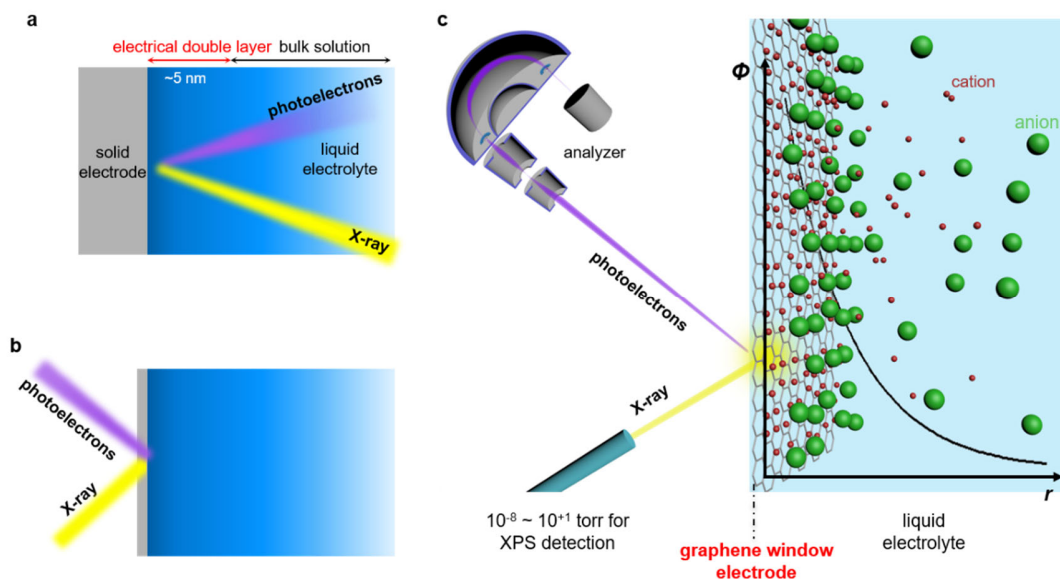 a
electrical double layer
bulk solution
~5 nm
photoelectrons
solid
electrode
liquid
electrolyte
X-ray
b
photoelectrons
X-ray
c
analyzer
photoelectrons
X-ray
10⁻⁸ ~ 10⁺¹ torr for
XPS detection
Φ
cation
anion
r
graphene window
electrode
liquid
electrolyte